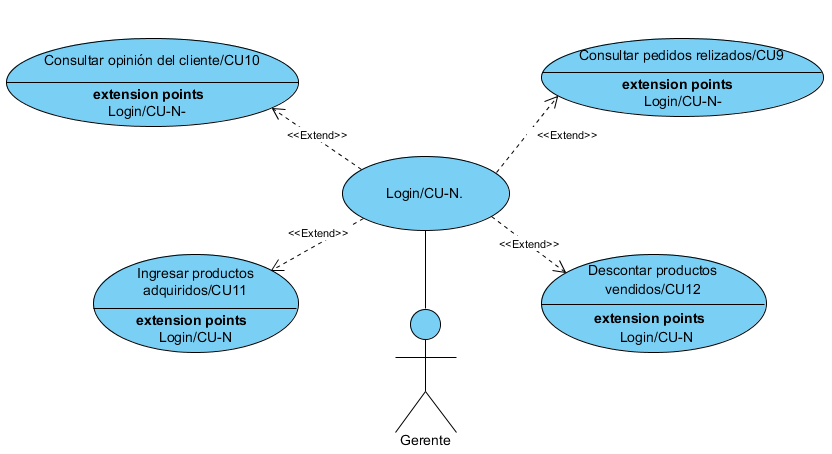 Consultar opinión del cliente/CU10
extension points
Login/CU-N-
Consultar pedidos relizados/CU9
extension points
Login/CU-N-
<<Extend>>
<<Extend>>
Login/CU-N.
<<Extend>>
<<Extend>>
Ingresar productos
adquiridos/CU11
extension points
Login/CU-N
Descontar productos
vendidos/CU12
extension points
Login/CU-N
Gerente